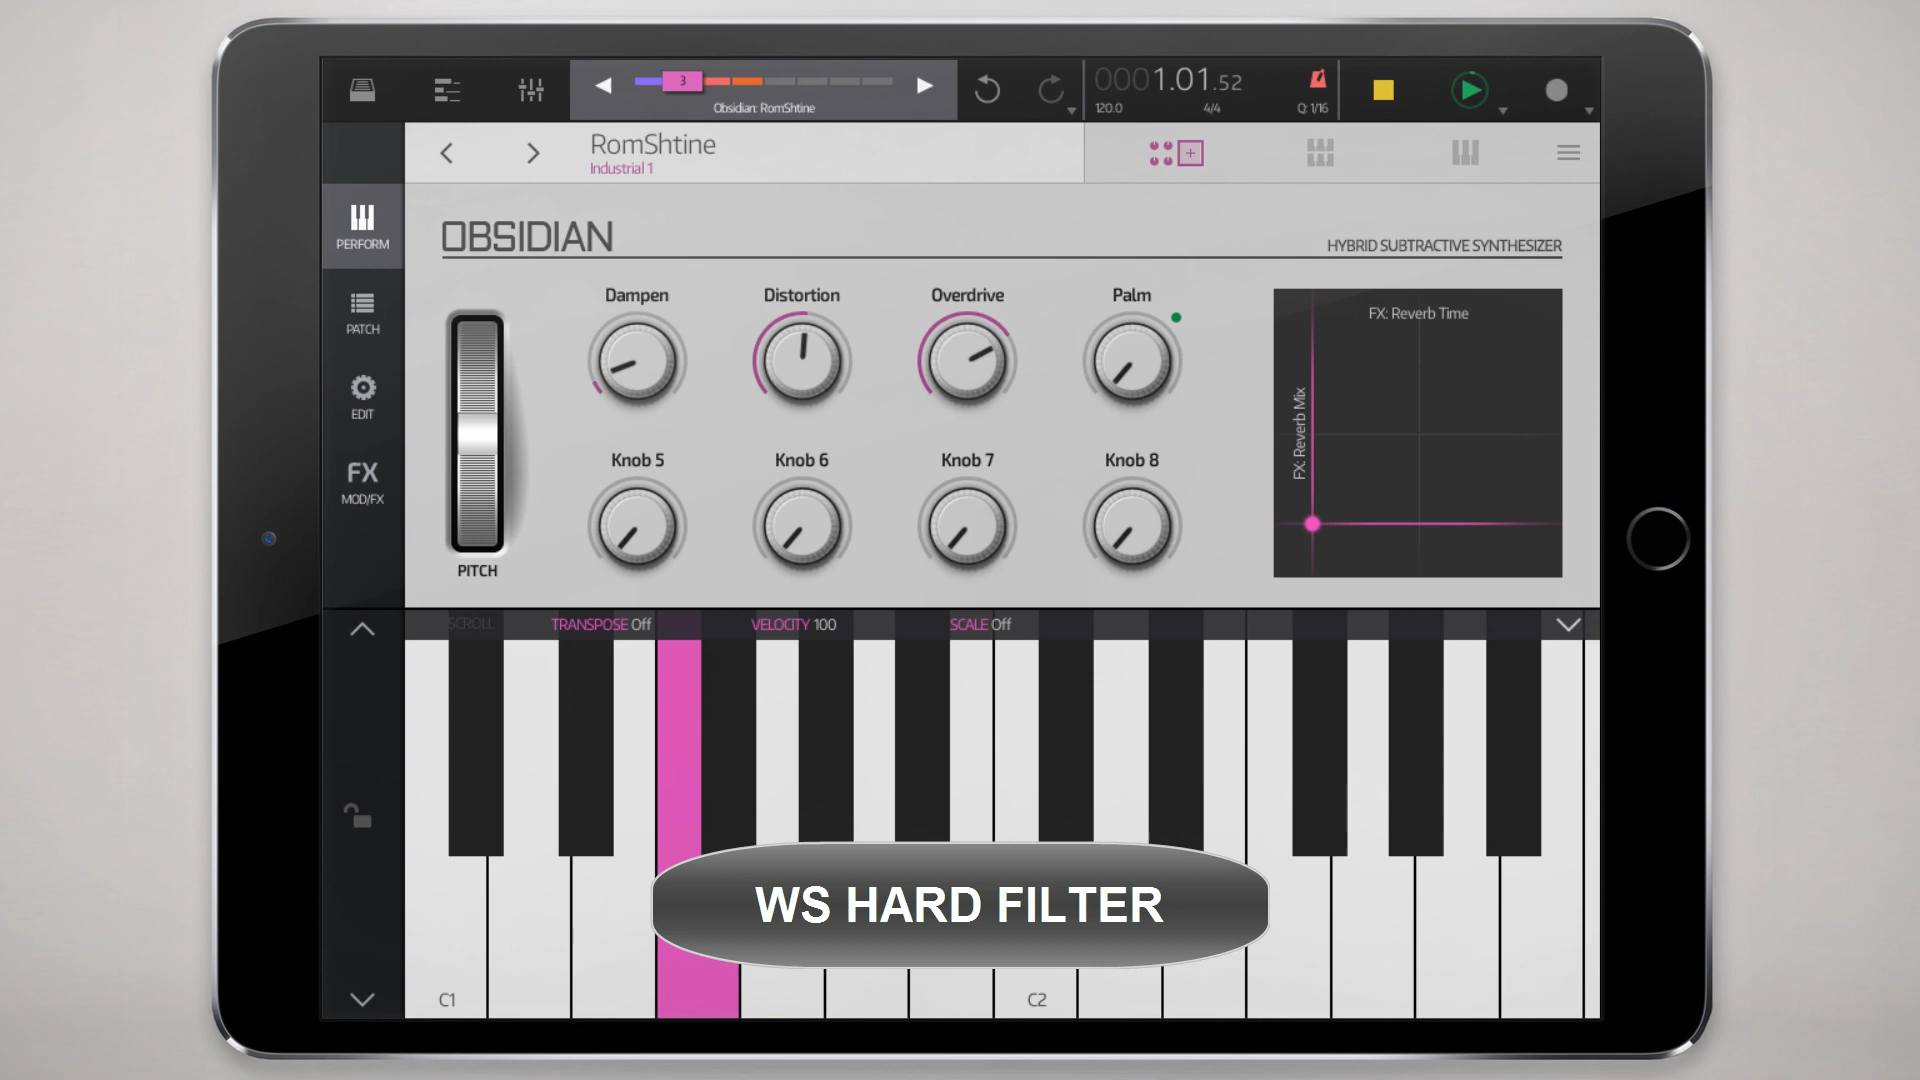 3
Obsidian: RomShtine
0001.01.52
120.0
4/4
Q: 1/16
RomShtine
Industrial 1
PERFORM
PATCH
EDIT
FX
MOD/FX
OBSIDIAN
HYBRID SUBTRACTIVE SYNTHESIZER
Dampen
Distortion
Overdrive
Palm
Knob 5
Knob 6
Knob 7
Knob 8
PITCH
FX: Reverb Time
FX: Reverb Mix
SCROLL
TRANSPOSE Off
VELOCITY 100
SCALE Off
WS HARD FILTER
C1
C2